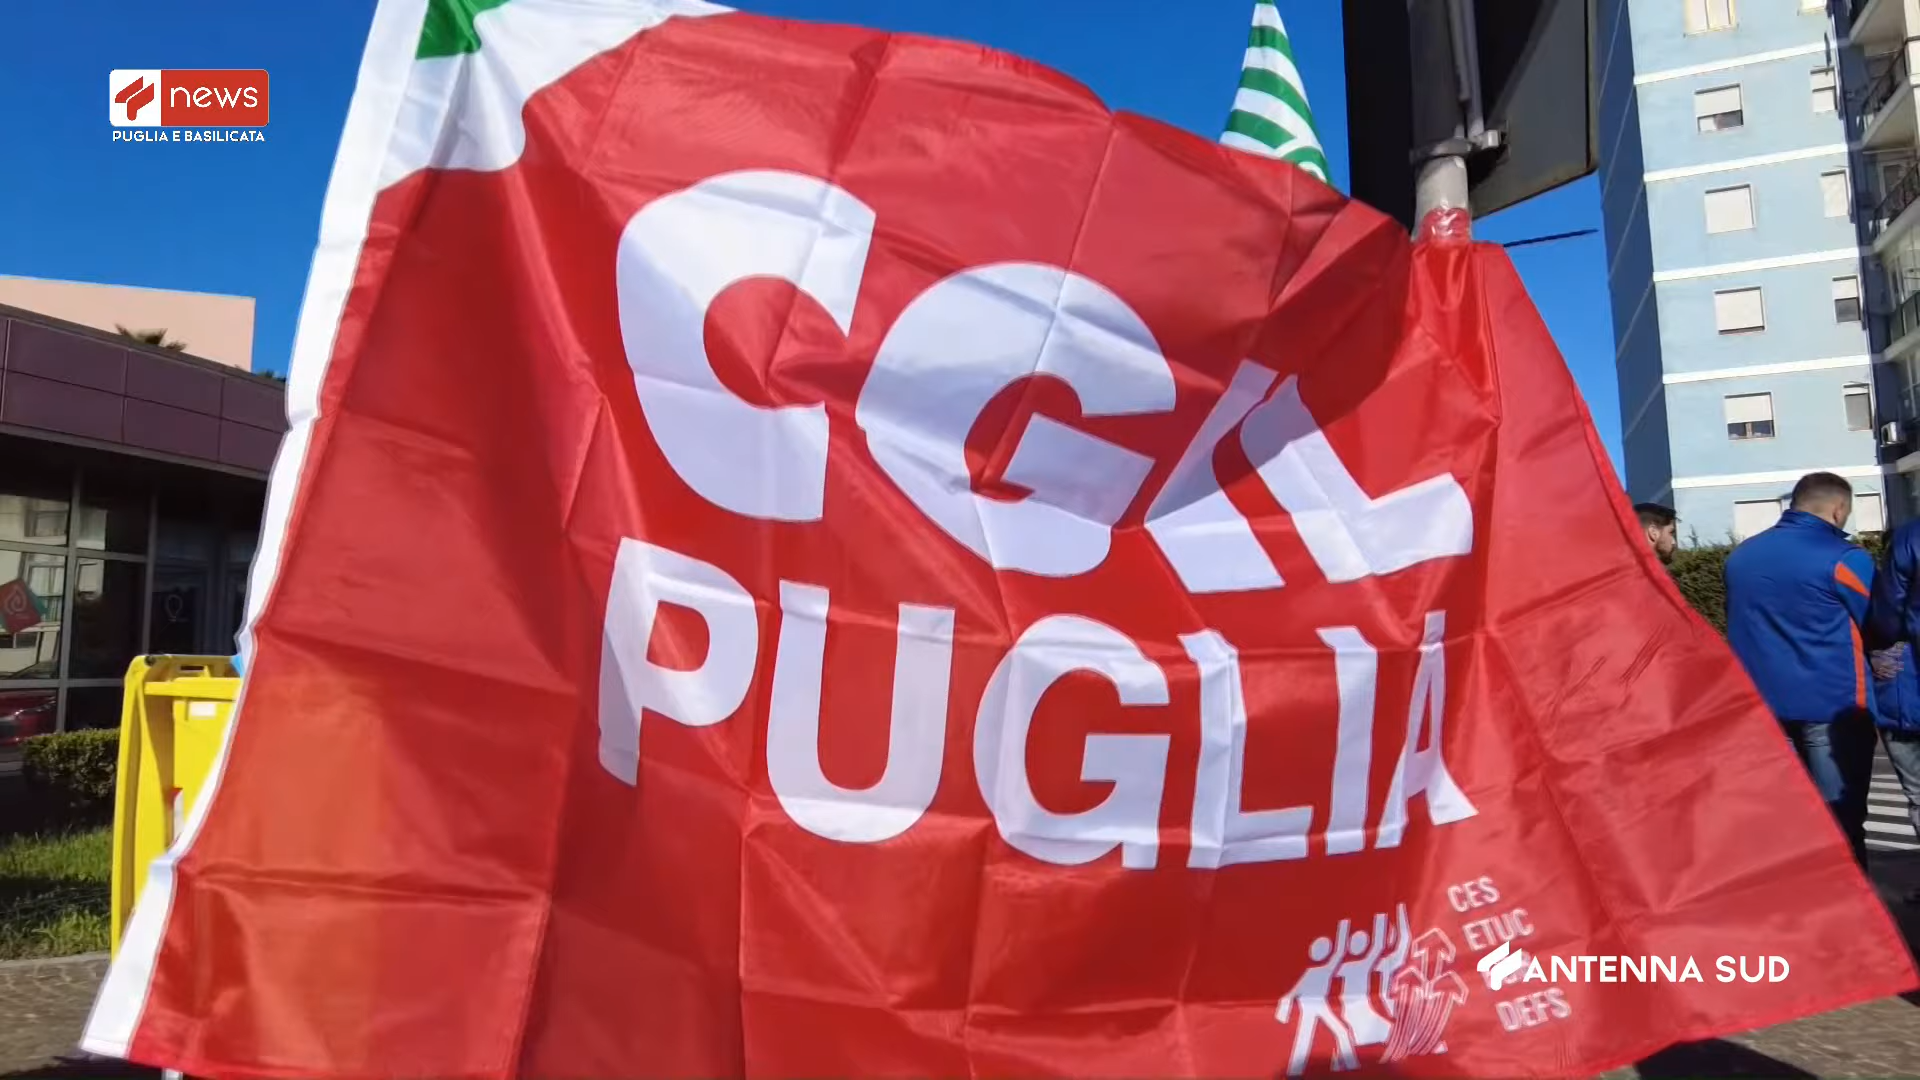 news
PUGLIA E BASILICATA
CGIL
PUGLIA
CES
ETUC
ANTENNA SUD
DEFS